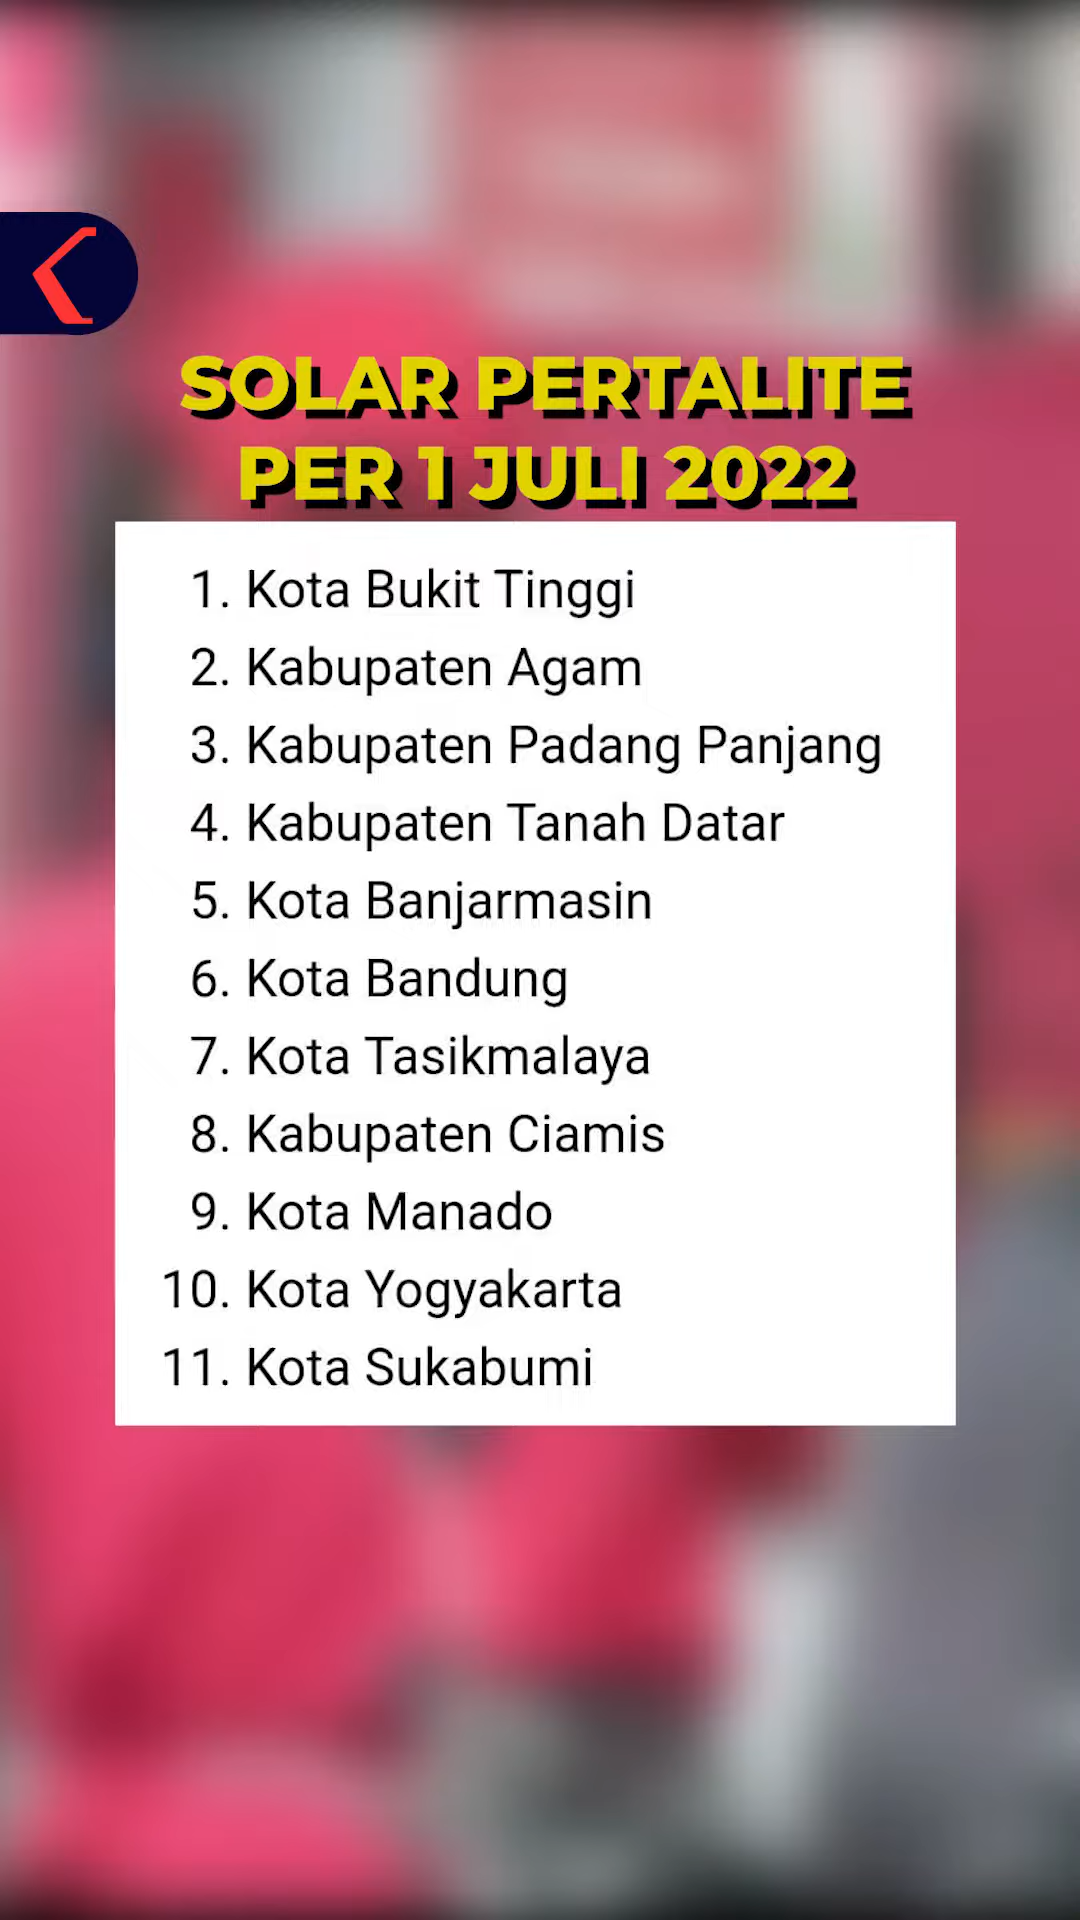 SOLAR PERTALITE
PER 1 JULI 2022
1. Kota Bukit Tinggi
2. Kabupaten Agam
3. Kabupaten Padang Panjang
4. Kabupaten Tanah Datar
5. Kota Banjarmasin
6. Kota Bandung
7. Kota Tasikmalaya
8. Kabupaten Ciamis
9. Kota Manado
10. Kota Yogyakarta
11. Kota Sukabumi